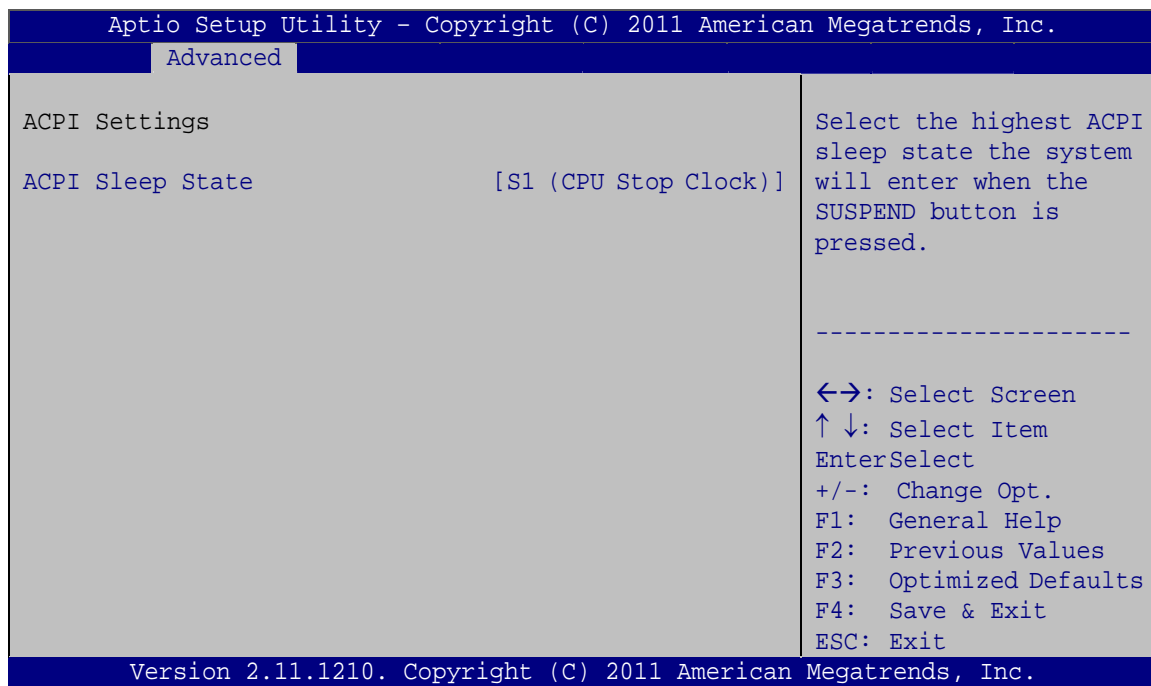 Aptio Setup Utility – Copyright (C) 2011 American Megatrends, Inc.
Advanced
ACPI Settings
ACPI Sleep State [S1 (CPU Stop Clock)]
Select the highest ACPI
sleep state the system
will enter when the
SUSPEND button is
pressed.
----------------------
←→: Select Screen
↑ ↓: Select Item
EnterSelect
+/-: Change Opt.
F1: General Help
F2: Previous Values
F3: Optimized Defaults
F4: Save & Exit
ESC: Exit
Version 2.11.1210. Copyright (C) 2011 American Megatrends, Inc.